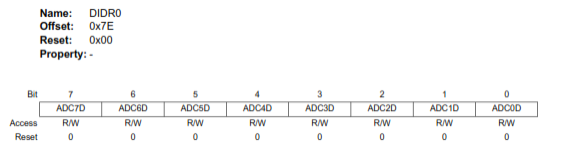 Name: DIDR0
Offset: 0x7E
Reset: 0x00
Property: -
Bit 7 6 5 4 3 2 1 0
ADC7D ADC6D ADC5D ADC4D ADC3D ADC2D ADC1D ADC0D
Access R/W R/W R/W R/W R/W R/W R/W R/W
Reset 0 0 0 0 0 0 0 0